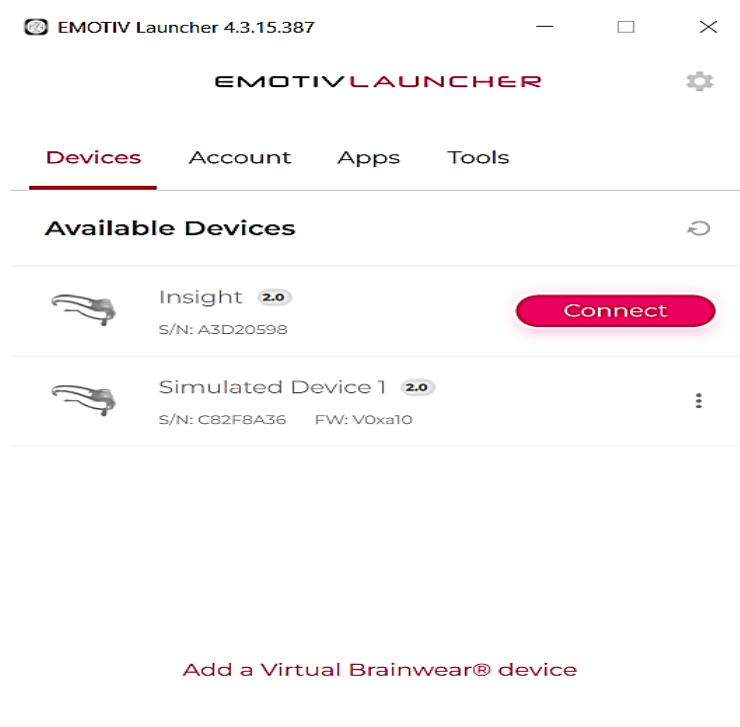 EMOTIV Launcher 4.3.15.387
EMOTIVLAUNCHER
Devices Account Apps Tools
Available Devices
Insight 2.0
S/N: A3D20598
Connect
Simulated Device 1 2.0
S/N: C82F8A36 FW: V0xa10
Add a Virtual Brainwear® device